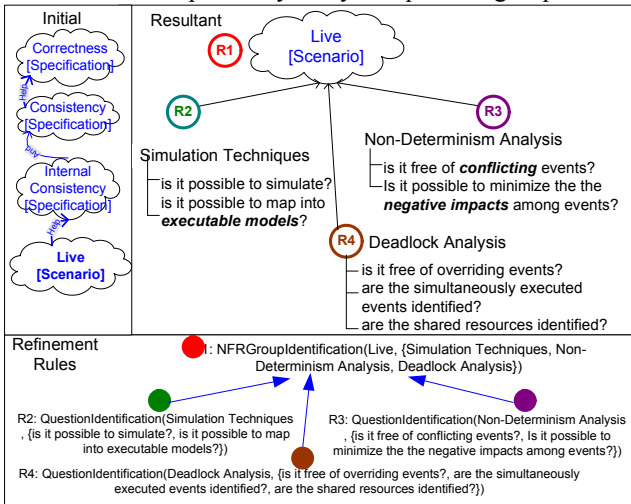 Initial
Correctness
[Specification]
Help
Consistency
[Specification]
And
Internal
Consistency
[Specification]
Help
Live
[Scenario]
Resultant
R1
Live
[Scenario]
R2
R3
Simulation Techniques
is it possible to simulate?
is it possible to map into
executable models?
Non-Determinism Analysis
is it free of conflicting events?
Is it possible to minimize the the
negative impacts among events?
R4
Deadlock Analysis
is it free of overriding events?
are the simultaneously executed
events identified?
are the shared resources identified?
Refinement
Rules
1: NFRGroupIdentification(Live, {Simulation Techniques, Non-
Determinism Analysis, Deadlock Analysis})
R2: QuestionIdentification(Simulation Techniques
, {is it possible to simulate?, is it possible to map
into executable models?})
R3: QuestionIdentification(Non-Determinism Analysis
, {is it free of conflicting events?, Is it possible to
minimize the the negative impacts among events?})
R4: QuestionIdentification(Deadlock Analysis, {is it free of overriding events?, are the simultaneously
executed events identified?, are the shared resources identified?})